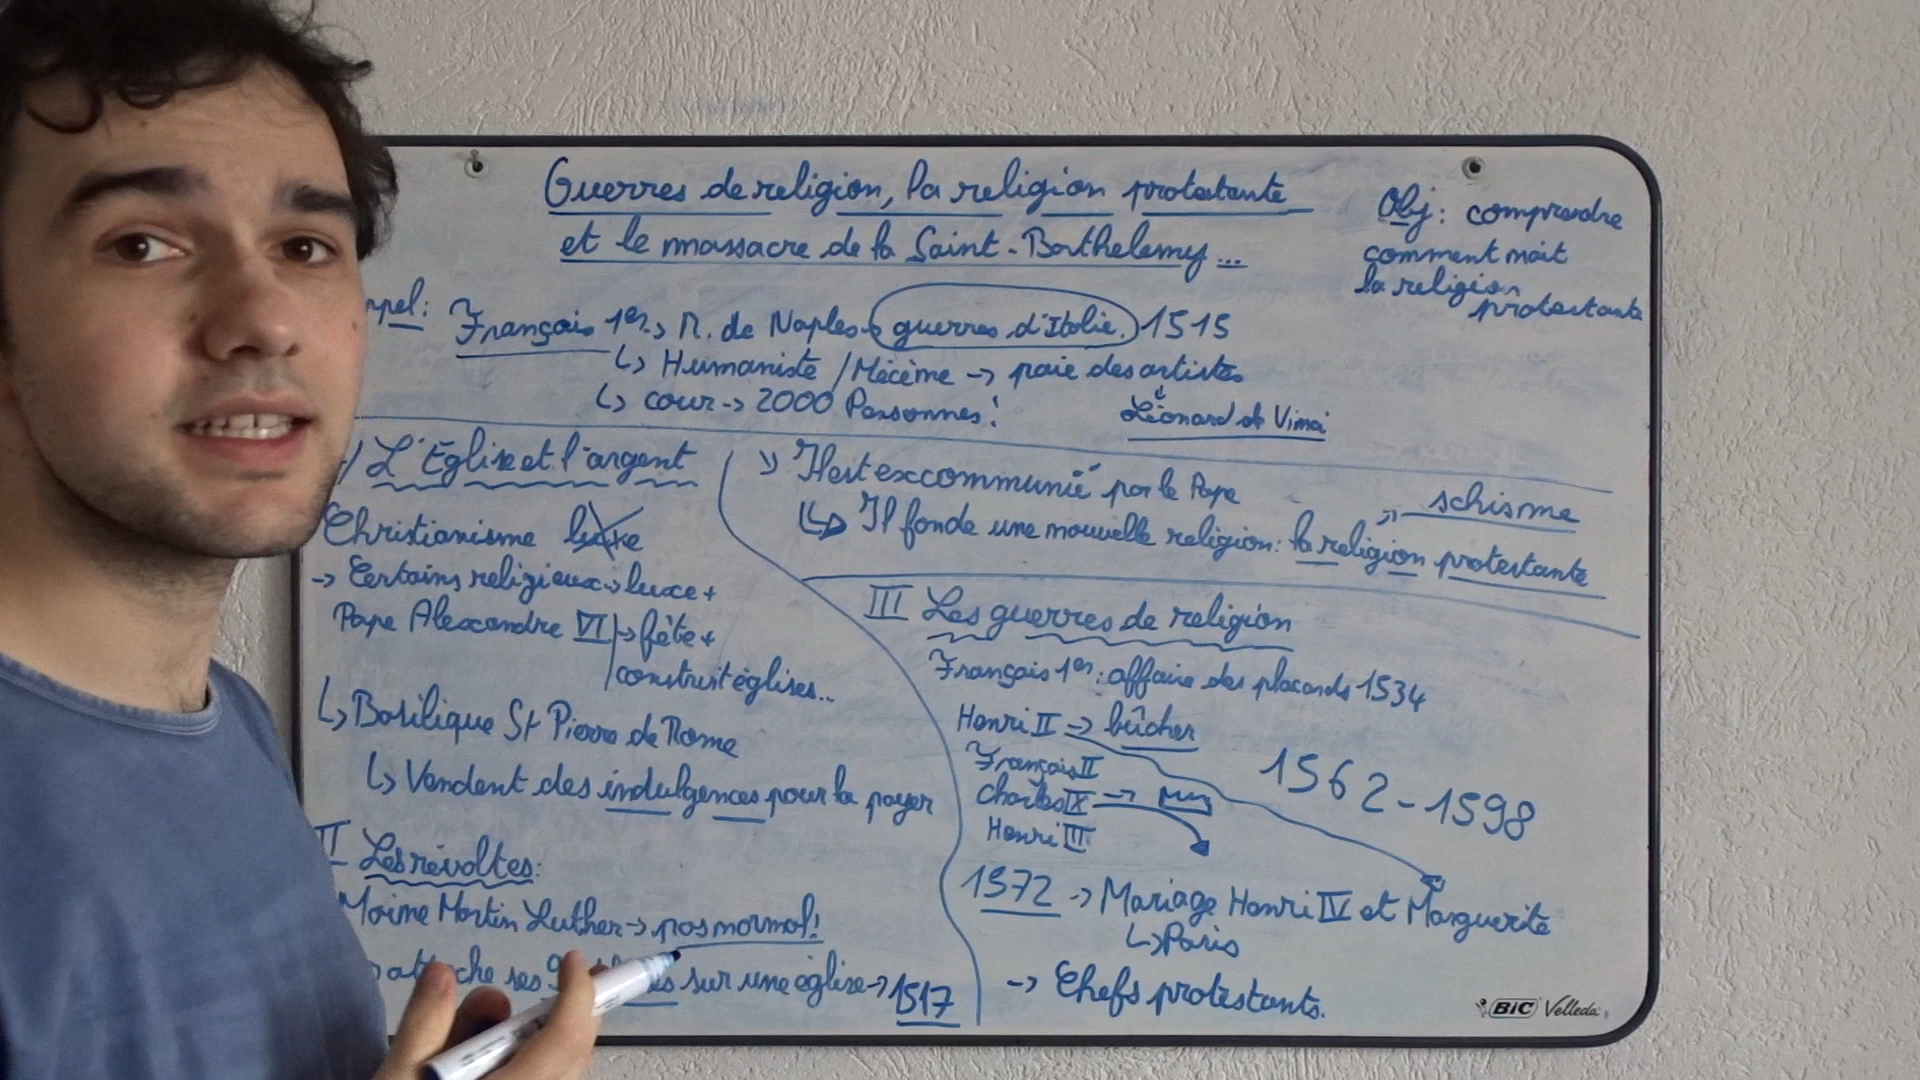 Guerres de religion, la religion protestante
et le massacre de la Saint-Barthelemy...
Obj: comprendre
comment nait
la religion
protestante
ppel: François 1er → R. de Naples → guerres d'Italie. 1515
↳ Humaniste / Mécène → paie des artistes
↳ cour → 2000 Personnes!
Léonard de Vinci
/ L'Eglise et l'argent
Christianisme luxe
→ Certains religieux → luxe +
Pape Alexandre VI → fête +
construit églises...
↳ Basilique St Pierre de Rome
↳ Vendent des indulgences pour la payer
II Les révoltes:
Moine Martin Luther → pas normal!
attache ses sur une église → 1517
Il est excommunié par le Pape
↳ Il fonde une nouvelle religion: la religion protestante
schisme
III Les guerres de religion
François 1er: affaire des placards 1534
Henri II → bûcher
François II
Charles IX →
Henri III
1562-1598
1572 → Mariage Henri IV et Marguerite
↳ Paris
→ Chefs protestants.
BIC Velleda